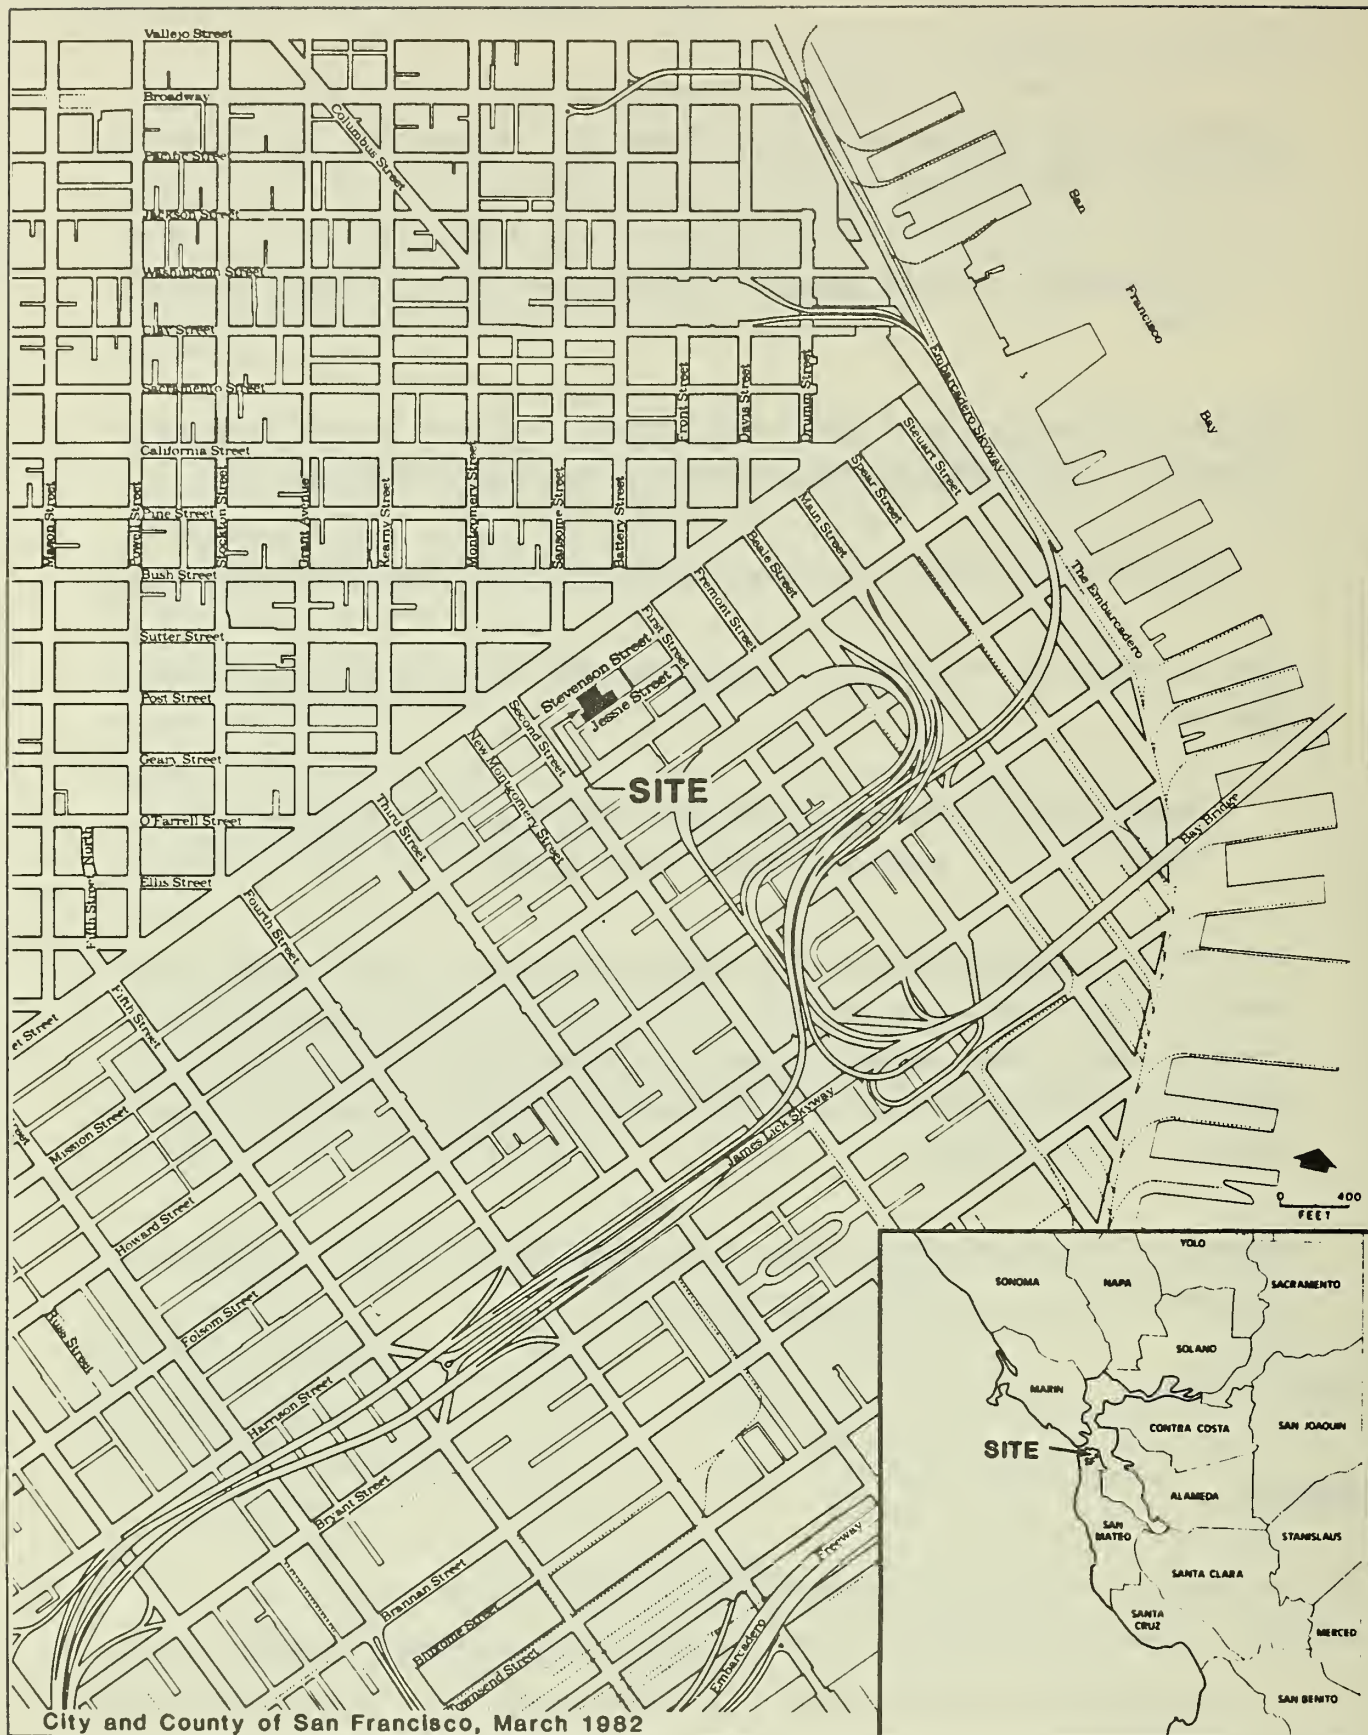 Vallejo Street
Broadway
Columbus Street
Pacific Street
Jackson Street
Washington Street
Clay Street
Sacramento Street
California Street
Pine Street
Bush Street
Sutter Street
Post Street
Geary Street
O'Farrell Street
Ellis Street
Mason Street
Powell Street
Stockton Street
Grant Avenue
Kearny Street
Montgomery Street
Sansome Street
Battery Street
Front Street
Davis Street
Drumm Street
Embarcadero Skyway
San
Francisco
Bay
Steuart Street
Spear Street
Main Street
Beale Street
Fremont Street
First Street
The Embarcadero
Stevenson Street
Jessie Street
Second Street
SITE
New Montgomery Street
Third Street
Fourth Street
Fifth Street North
Fifth Street
et Street
Bay Bridge
James Lick Skyway
Mission Street
Howard Street
Folsom Street
Russ Street
Harrison Street
Bryant Street
Brannan Street
Bluxome Street
Townsend Street
Embarcadero
Freeway
0 400
FEET
YOLO
SONOMA
NAPA
SACRAMENTO
SOLANO
MARIN
CONTRA COSTA
SAN JOAQUIN
SITE
ALAMEDA
SAN
MATEO
STANISLAUS
SANTA CLARA
SANTA
CRUZ
MERCED
SAN BENITO
City and County of San Francisco, March 1982